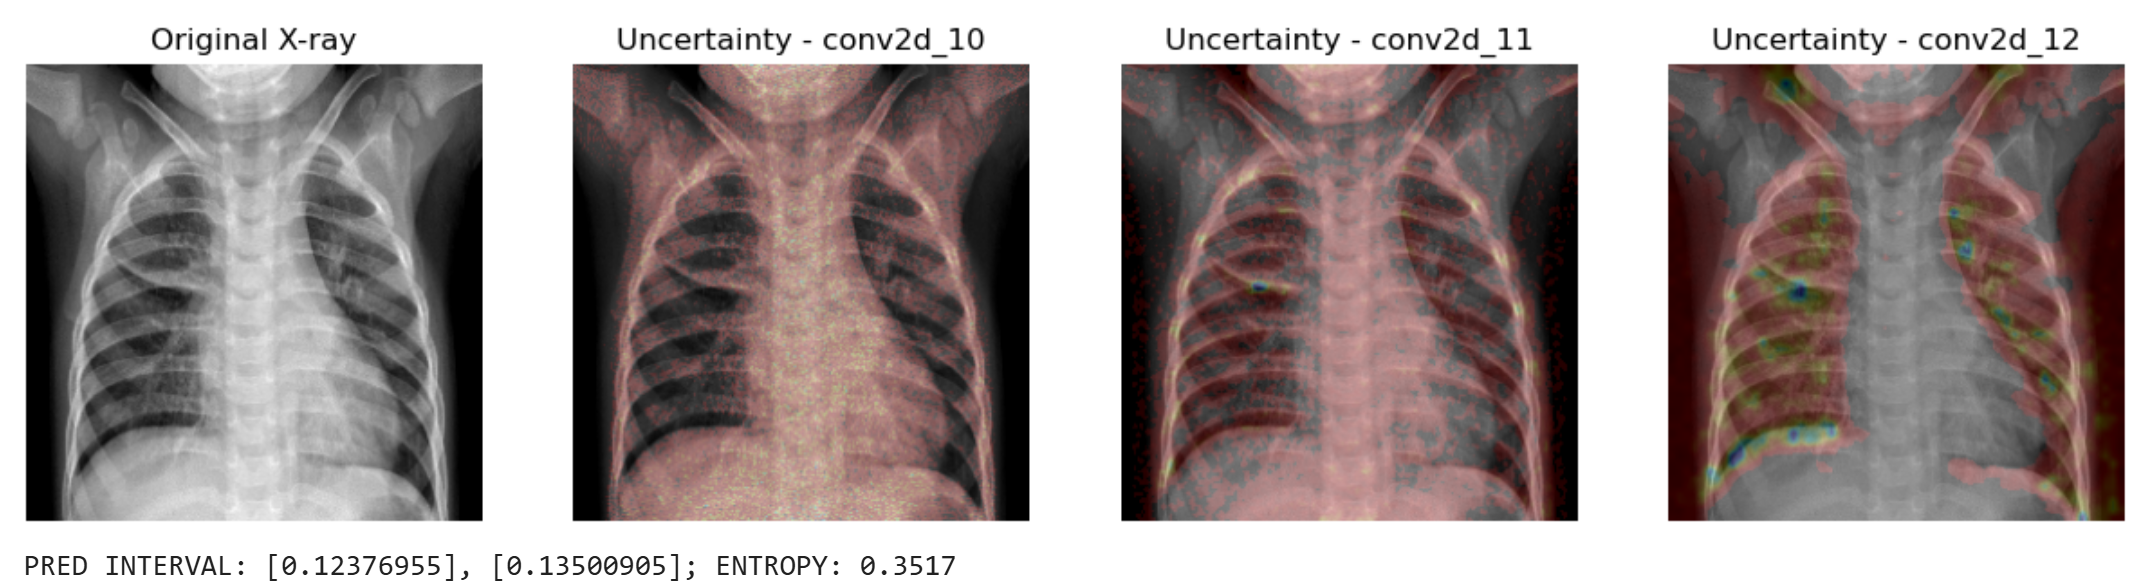 Original X-ray
Uncertainty - conv2d_10
Uncertainty - conv2d_11
Uncertainty - conv2d_12
PRED INTERVAL: [0.12376955], [0.13500905]; ENTROPY: 0.3517